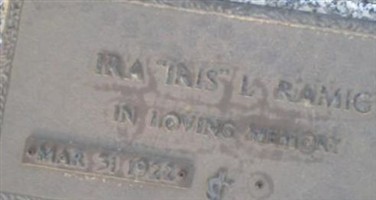 IRA "IRIS" L RAMIG
IN LOVING MEMORY
MAR 31 1922